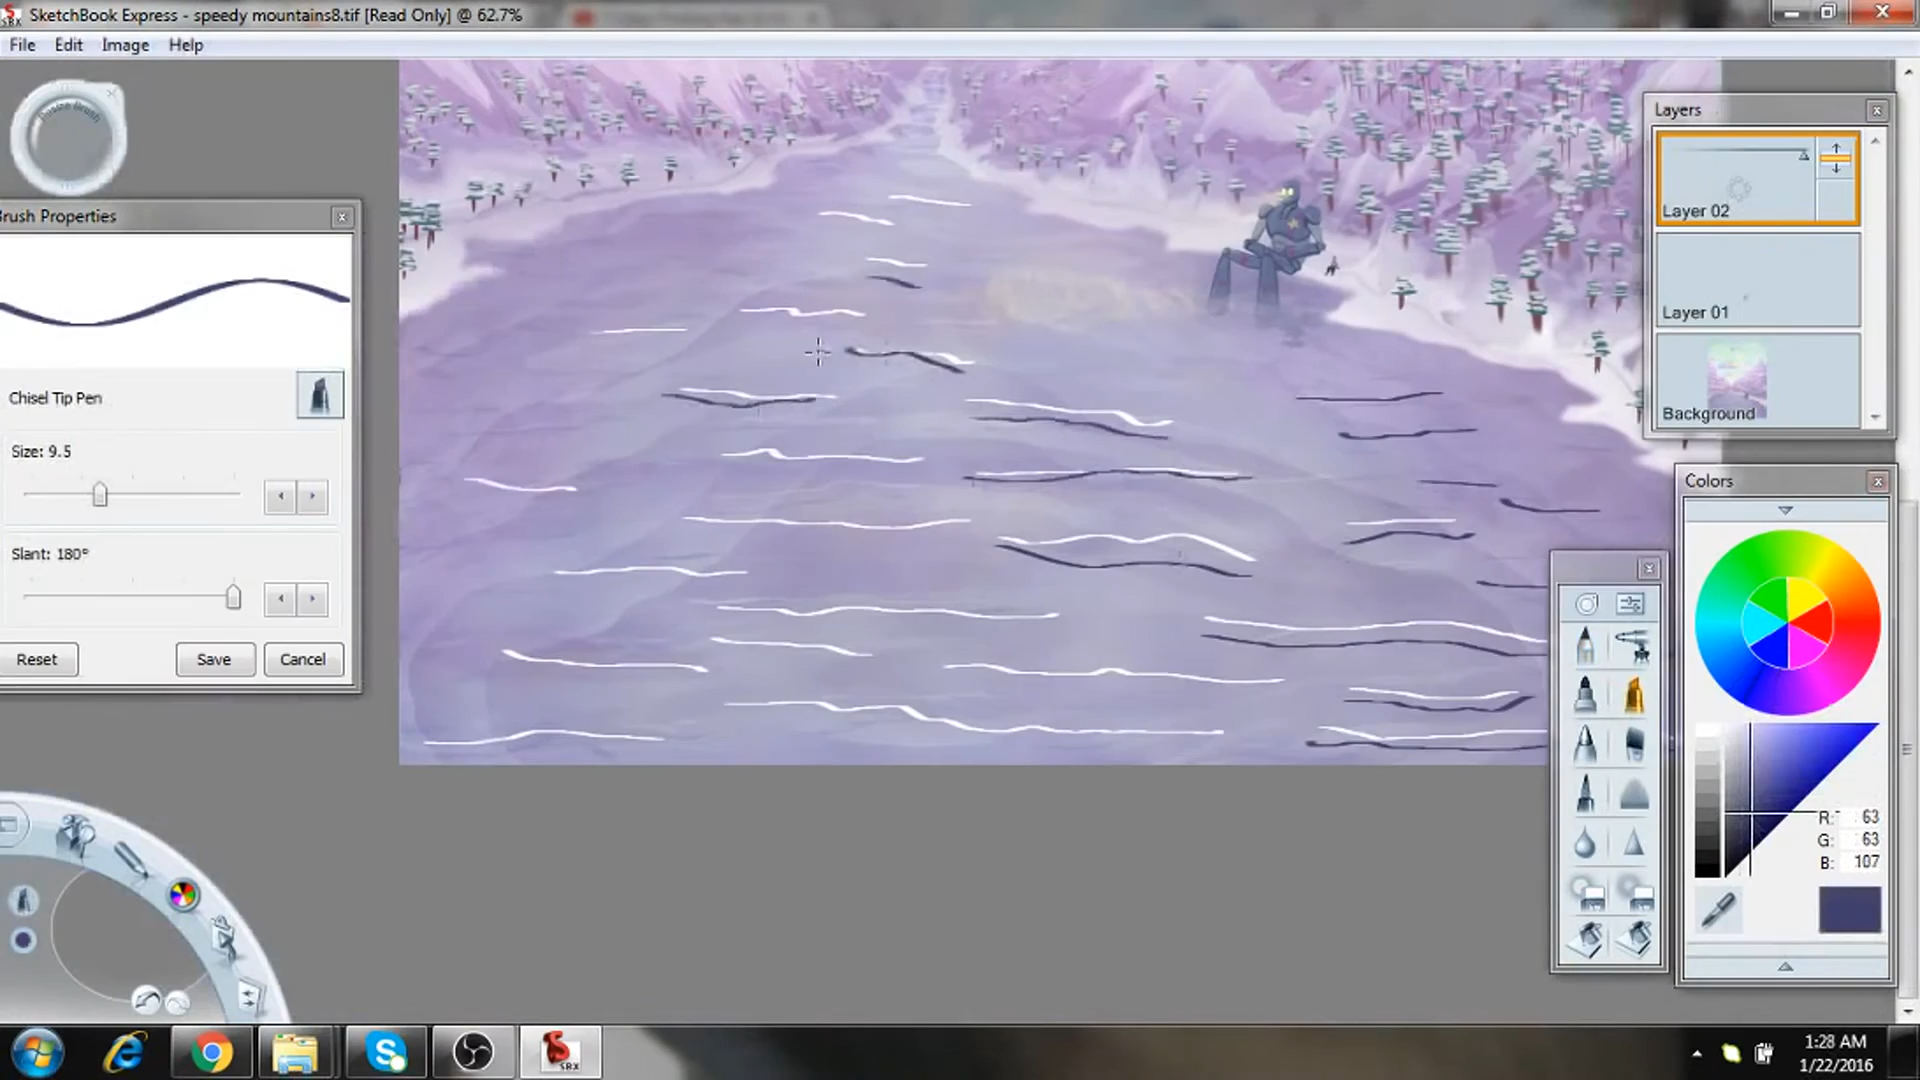 SketchBook Express - speedy mountains8.tif [Read Only] @ 62.7%
File Edit Image Help
Layers
Layer 02
Layer 01
Background
Brush Properties
Chisel Tip Pen
Size: 9.5
Slant: 180°
Reset Save Cancel
Colors
R: 63
G: 63
B: 107
SBX
1:28 AM
1/22/2016